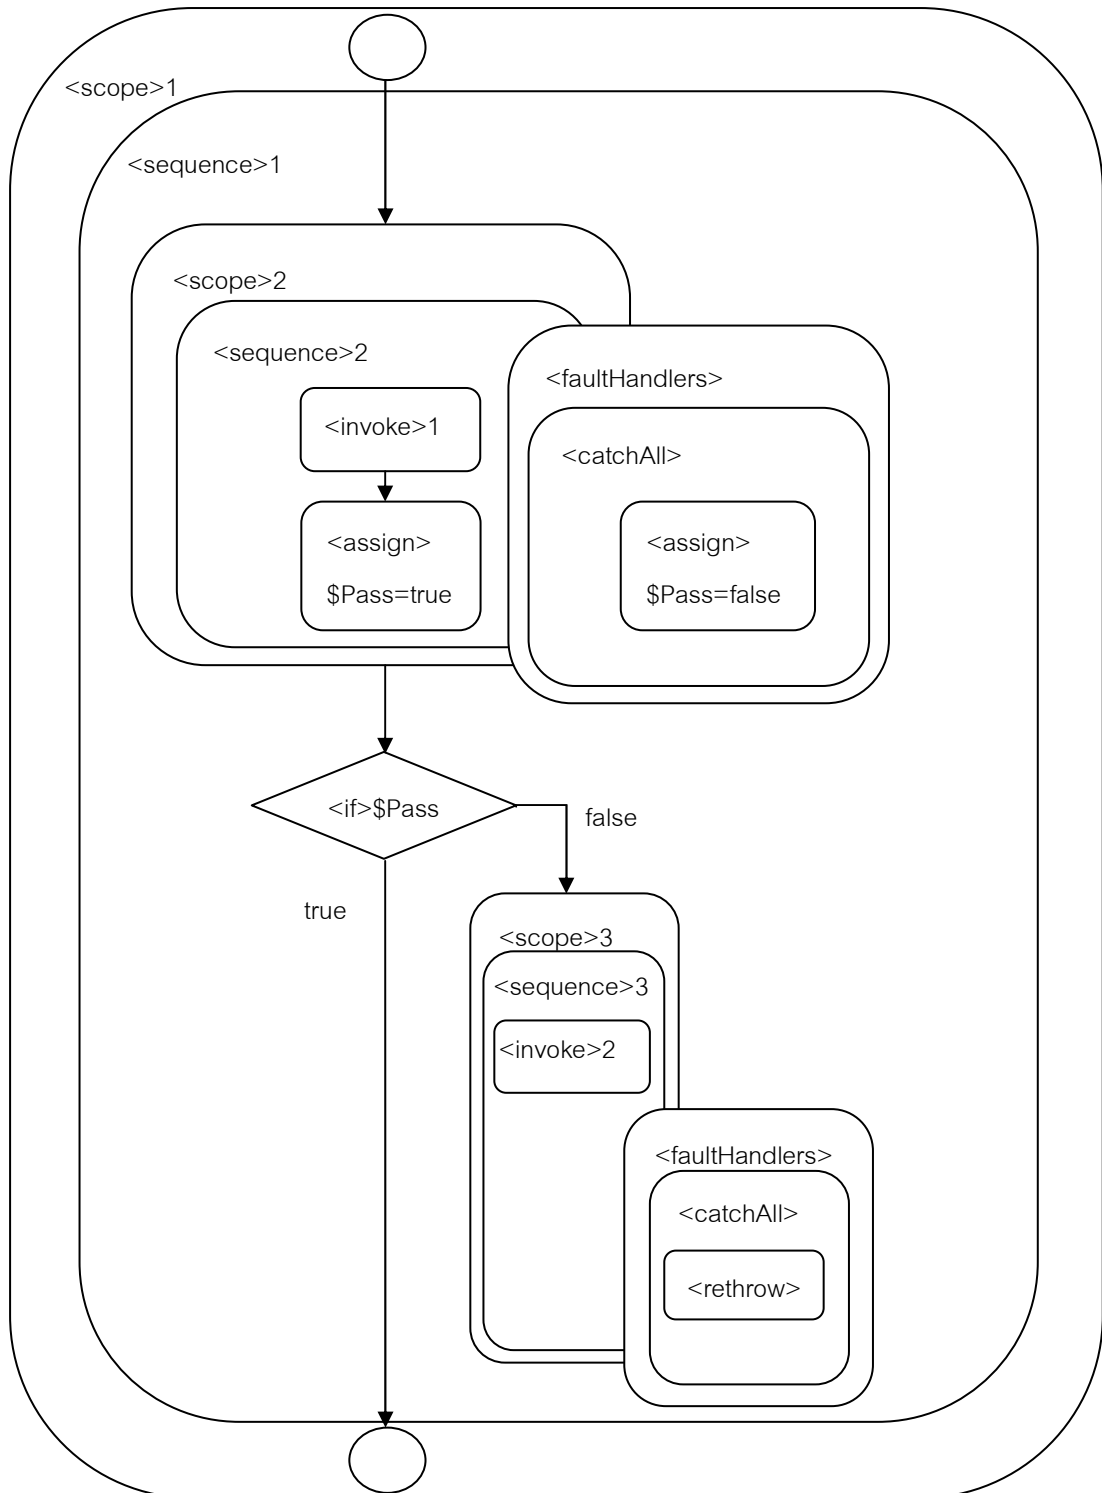 <scope>1
<sequence>1
<scope>2
<sequence>2
<invoke>1
<assign>
$Pass=true
<faultHandlers>
<catchAll>
<assign>
$Pass=false
<if>$Pass
false
true
<scope>3
<sequence>3
<invoke>2
<faultHandlers>
<catchAll>
<rethrow>